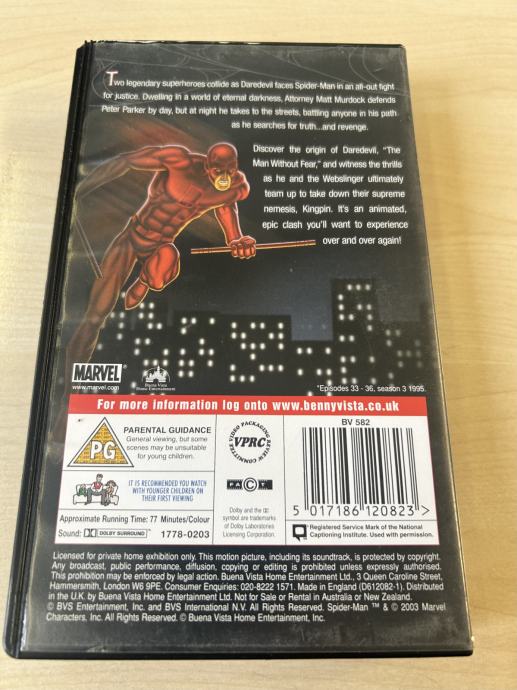 Two legendary superheroes collide as Daredevil faces Spider-Man in an all-out fight
for justice. Dwelling in a world of eternal darkness, Attorney Matt Murdock defends
Peter Parker by day, but at night he takes to the streets, battling anyone in his path
as he searches for truth...and revenge.
Discover the origin of Daredevil, "The
Man Without Fear," and witness the thrills
as he and the Webslinger ultimately
team up to take down their supreme
nemesis, Kingpin. It's an animated,
epic clash you'll want to experience
over and over again!
MARVEL
www.marvel.com
Buena Vista
Home Entertainment
*Episodes 33 - 36, season 3 1995.
For more information log onto www.bennyvista.co.uk
PG
PARENTAL GUIDANCE
General viewing, but some
scenes may be unsuitable
for young children.
IT IS RECOMMENDED YOU WATCH
WITH YOUNGER CHILDREN ON
THEIR FIRST VIEWING
Approximate Running Time: 77 Minutes/Colour
Sound: DOLBY SURROUND 1778-0203
VIDEO PACKAGING
REVIEW COMMITTEE
VPRC
FACT
Dolby and the
symbol are trademarks
of Dolby Laboratories
Licensing Corporation.
BV 582
5 017186 120823 >
*Registered Service Mark of the National
Captioning Institute. Used with permission.
Licensed for private home exhibition only. This motion picture, including its soundtrack, is protected by copyright.
Any broadcast, public performance, diffusion, copying or editing is prohibited unless expressly authorised.
This prohibition may be enforced by legal action. Buena Vista Home Entertainment Ltd., 3 Queen Caroline Street,
Hammersmith, London W6 9PE. Consumer Enquiries: 020-8222 1571. Made in England (D612082-1). Distributed
in the U.K. by Buena Vista Home Entertainment Ltd. Not for Sale or Rental in Australia or New Zealand.
© BVS Entertainment, Inc. and BVS International N.V. All Rights Reserved. Spider-Man ™ & © 2003 Marvel
Characters, Inc. All Rights Reserved. © Buena Vista Home Entertainment, Inc.